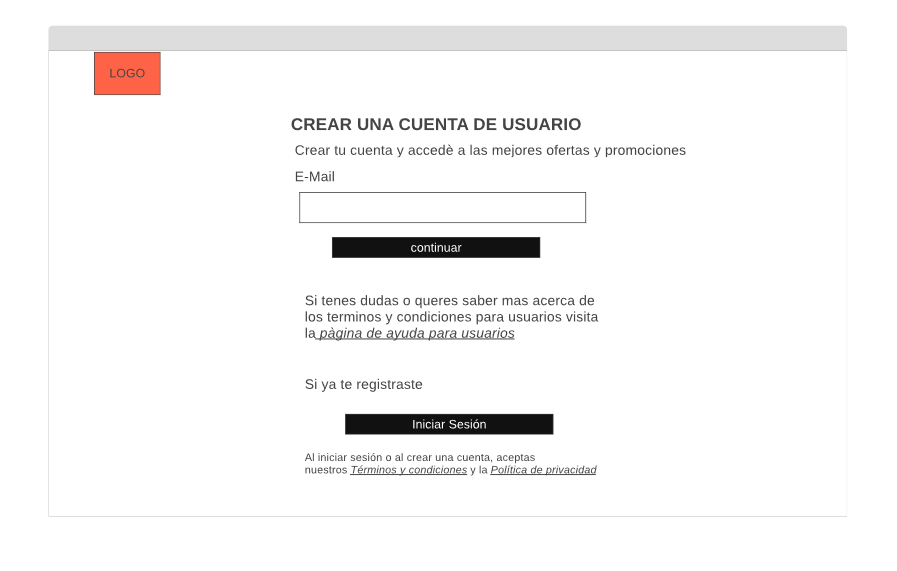 LOGO
CREAR UNA CUENTA DE USUARIO
Crear tu cuenta y accedè a las mejores ofertas y promociones
E-Mail
continuar
Si tenes dudas o queres saber mas acerca de
los terminos y condiciones para usuarios visita
la pàgina de ayuda para usuarios
Si ya te registraste
Iniciar Sesión
Al iniciar sesión o al crear una cuenta, aceptas
nuestros Términos y condiciones y la Política de privacidad